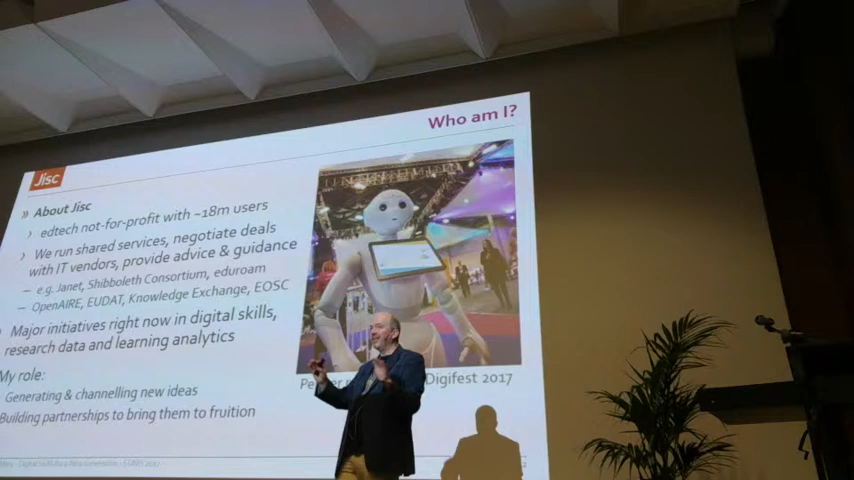 Who am I?
Jisc
» About Jisc
› edtech not-for-profit with ~18m users
› We run shared services, negotiate deals
with IT vendors, provide advice & guidance
– e.g. Janet, Shibboleth Consortium, eduroam
– OpenAIRE, EUDAT, Knowledge Exchange, EOSC
Major initiatives right now in digital skills,
research data and learning analytics
My role:
Generating & channelling new ideas
Building partnerships to bring them to fruition
Digifest 2017